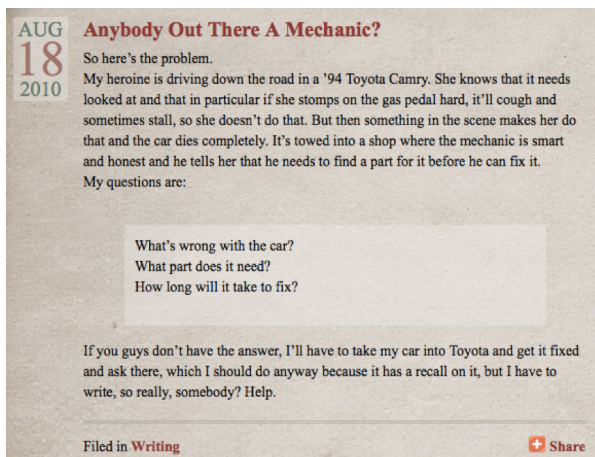 AUG
18
2010
Anybody Out There A Mechanic?
So here’s the problem.
My heroine is driving down the road in a ’94 Toyota Camry. She knows that it needs
looked at and that in particular if she stomps on the gas pedal hard, it’ll cough and
sometimes stall, so she doesn’t do that. But then something in the scene makes her do
that and the car dies completely. It’s towed into a shop where the mechanic is smart
and honest and he tells her that he needs to find a part for it before he can fix it.
My questions are:
What’s wrong with the car?
What part does it need?
How long will it take to fix?
If you guys don’t have the answer, I’ll have to take my car into Toyota and get it fixed
and ask there, which I should do anyway because it has a recall on it, but I have to
write, so really, somebody? Help.
Filed in Writing
Share